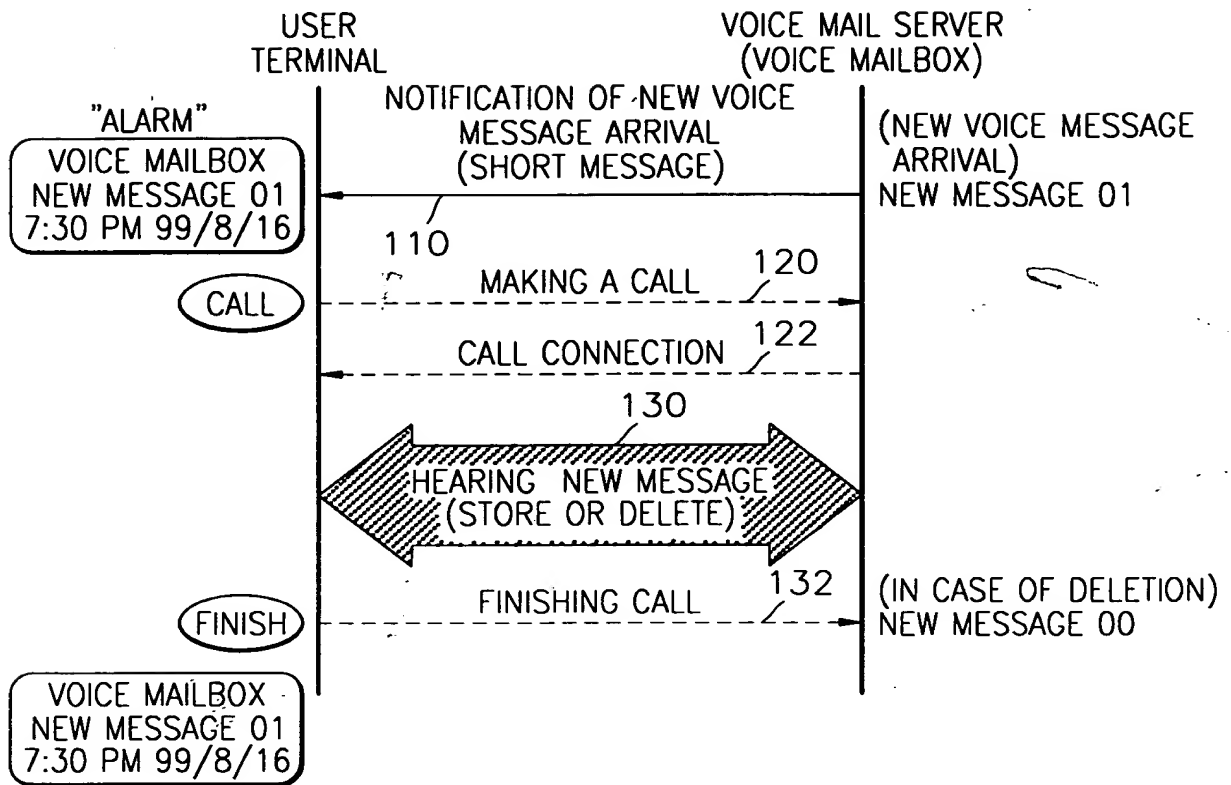 USER
TERMINAL
VOICE MAIL SERVER
(VOICE MAILBOX)
"ALARM"
VOICE MAILBOX
NEW MESSAGE 01
7:30 PM 99/8/16
NOTIFICATION OF NEW VOICE
MESSAGE ARRIVAL
(SHORT MESSAGE)
(NEW VOICE MESSAGE
ARRIVAL)
NEW MESSAGE 01
110
CALL
MAKING A CALL
120
CALL CONNECTION
122
130
HEARING NEW MESSAGE
(STORE OR DELETE)
FINISH
FINISHING CALL
132
(IN CASE OF DELETION)
NEW MESSAGE 00
VOICE MAILBOX
NEW MESSAGE 01
7:30 PM 99/8/16